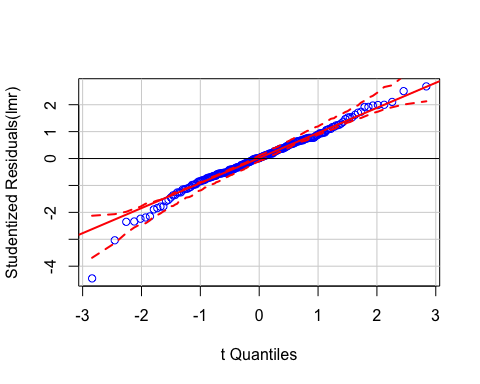 Studentized Residuals(lmr)
2
1
0
-2
-4
-3 -2 -1 0 1 2 3
t Quantiles